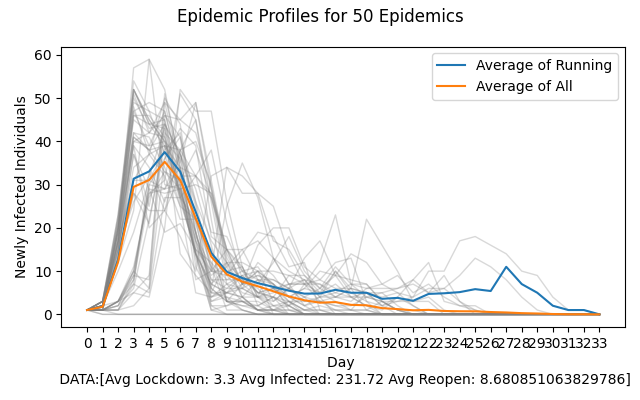 Epidemic Profiles for 50 Epidemics
60
50
40
30
20
10
0
Newly Infected Individuals
Average of Running
Average of All
0 1 2 3 4 5 6 7 8 9 10 11 12 13 14 15 16 17 18 19 20 21 22 23 24 25 26 27 28 29 30 31 32 33
Day
DATA:[Avg Lockdown: 3.3 Avg Infected: 231.72 Avg Reopen: 8.680851063829786]